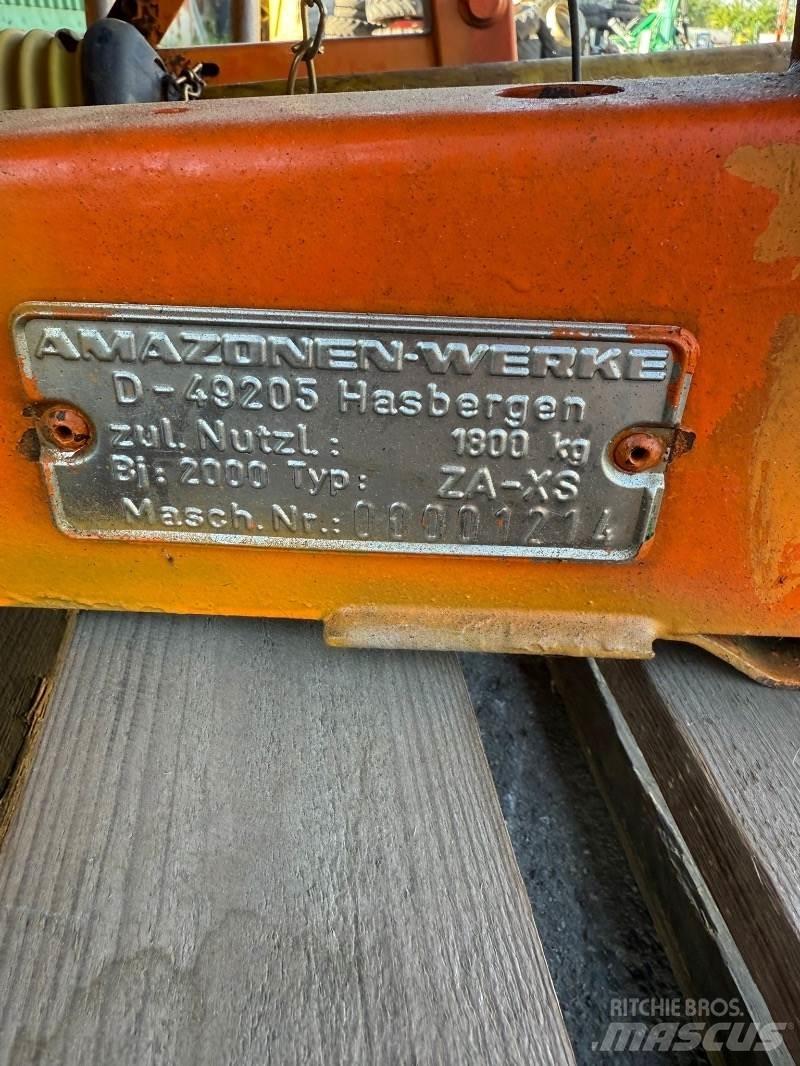 AMAZONEN-WERKE
D-49205 Hasbergen
zul. Nutzl.: 1800 kg
Bj: 2000 Typ: ZA-XS
Masch. Nr.: 00001214
RITCHIE BROS.
MASCUS